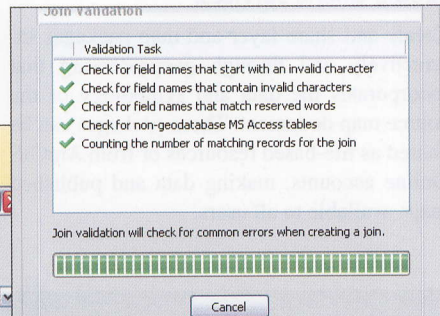 Join Validation
Validation Task
Check for field names that start with an invalid character
Check for field names that contain invalid characters
Check for field names that match reserved words
Check for non-geodatabase MS Access tables
Counting the number of matching records for the join
Join validation will check for common errors when creating a join.
Cancel